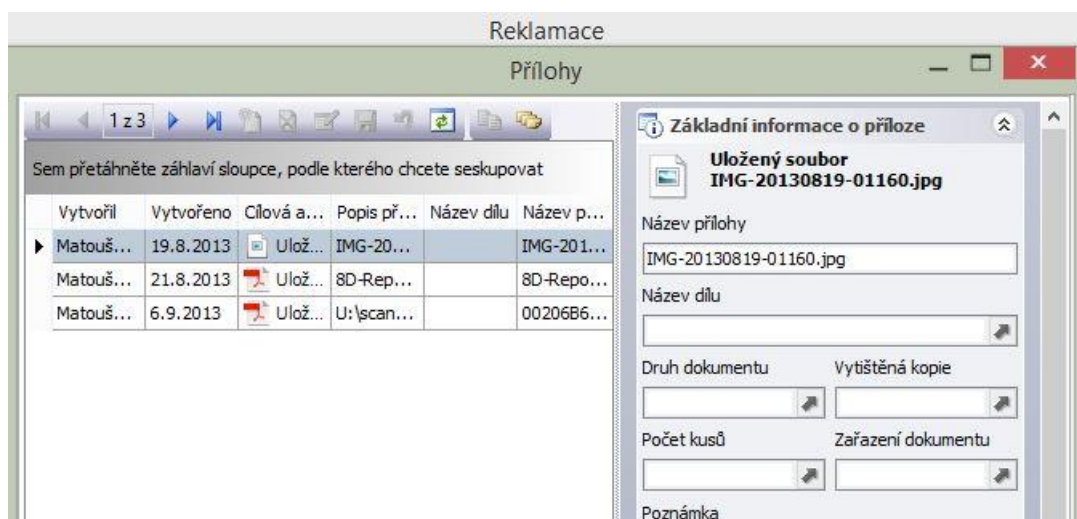 Reklamace
Přílohy
1 z 3
Sem přetáhněte záhlaví sloupce, podle kterého chcete seskupovat
Vytvořil Vytvořeno Cílová a... Popis př... Název dílu Název p...
Matouš... 19.8.2013 Ulož... IMG-20... IMG-201...
Matouš... 21.8.2013 Ulož... 8D-Rep... 8D-Repo...
Matouš... 6.9.2013 Ulož... U:\scan... 00206B6...
Základní informace o příloze
Uložený soubor
IMG-20130819-01160.jpg
Název přílohy
IMG-20130819-01160.jpg
Název dílu
Druh dokumentu Vytištěná kopie
Počet kusů Zařazení dokumentu
Poznámka